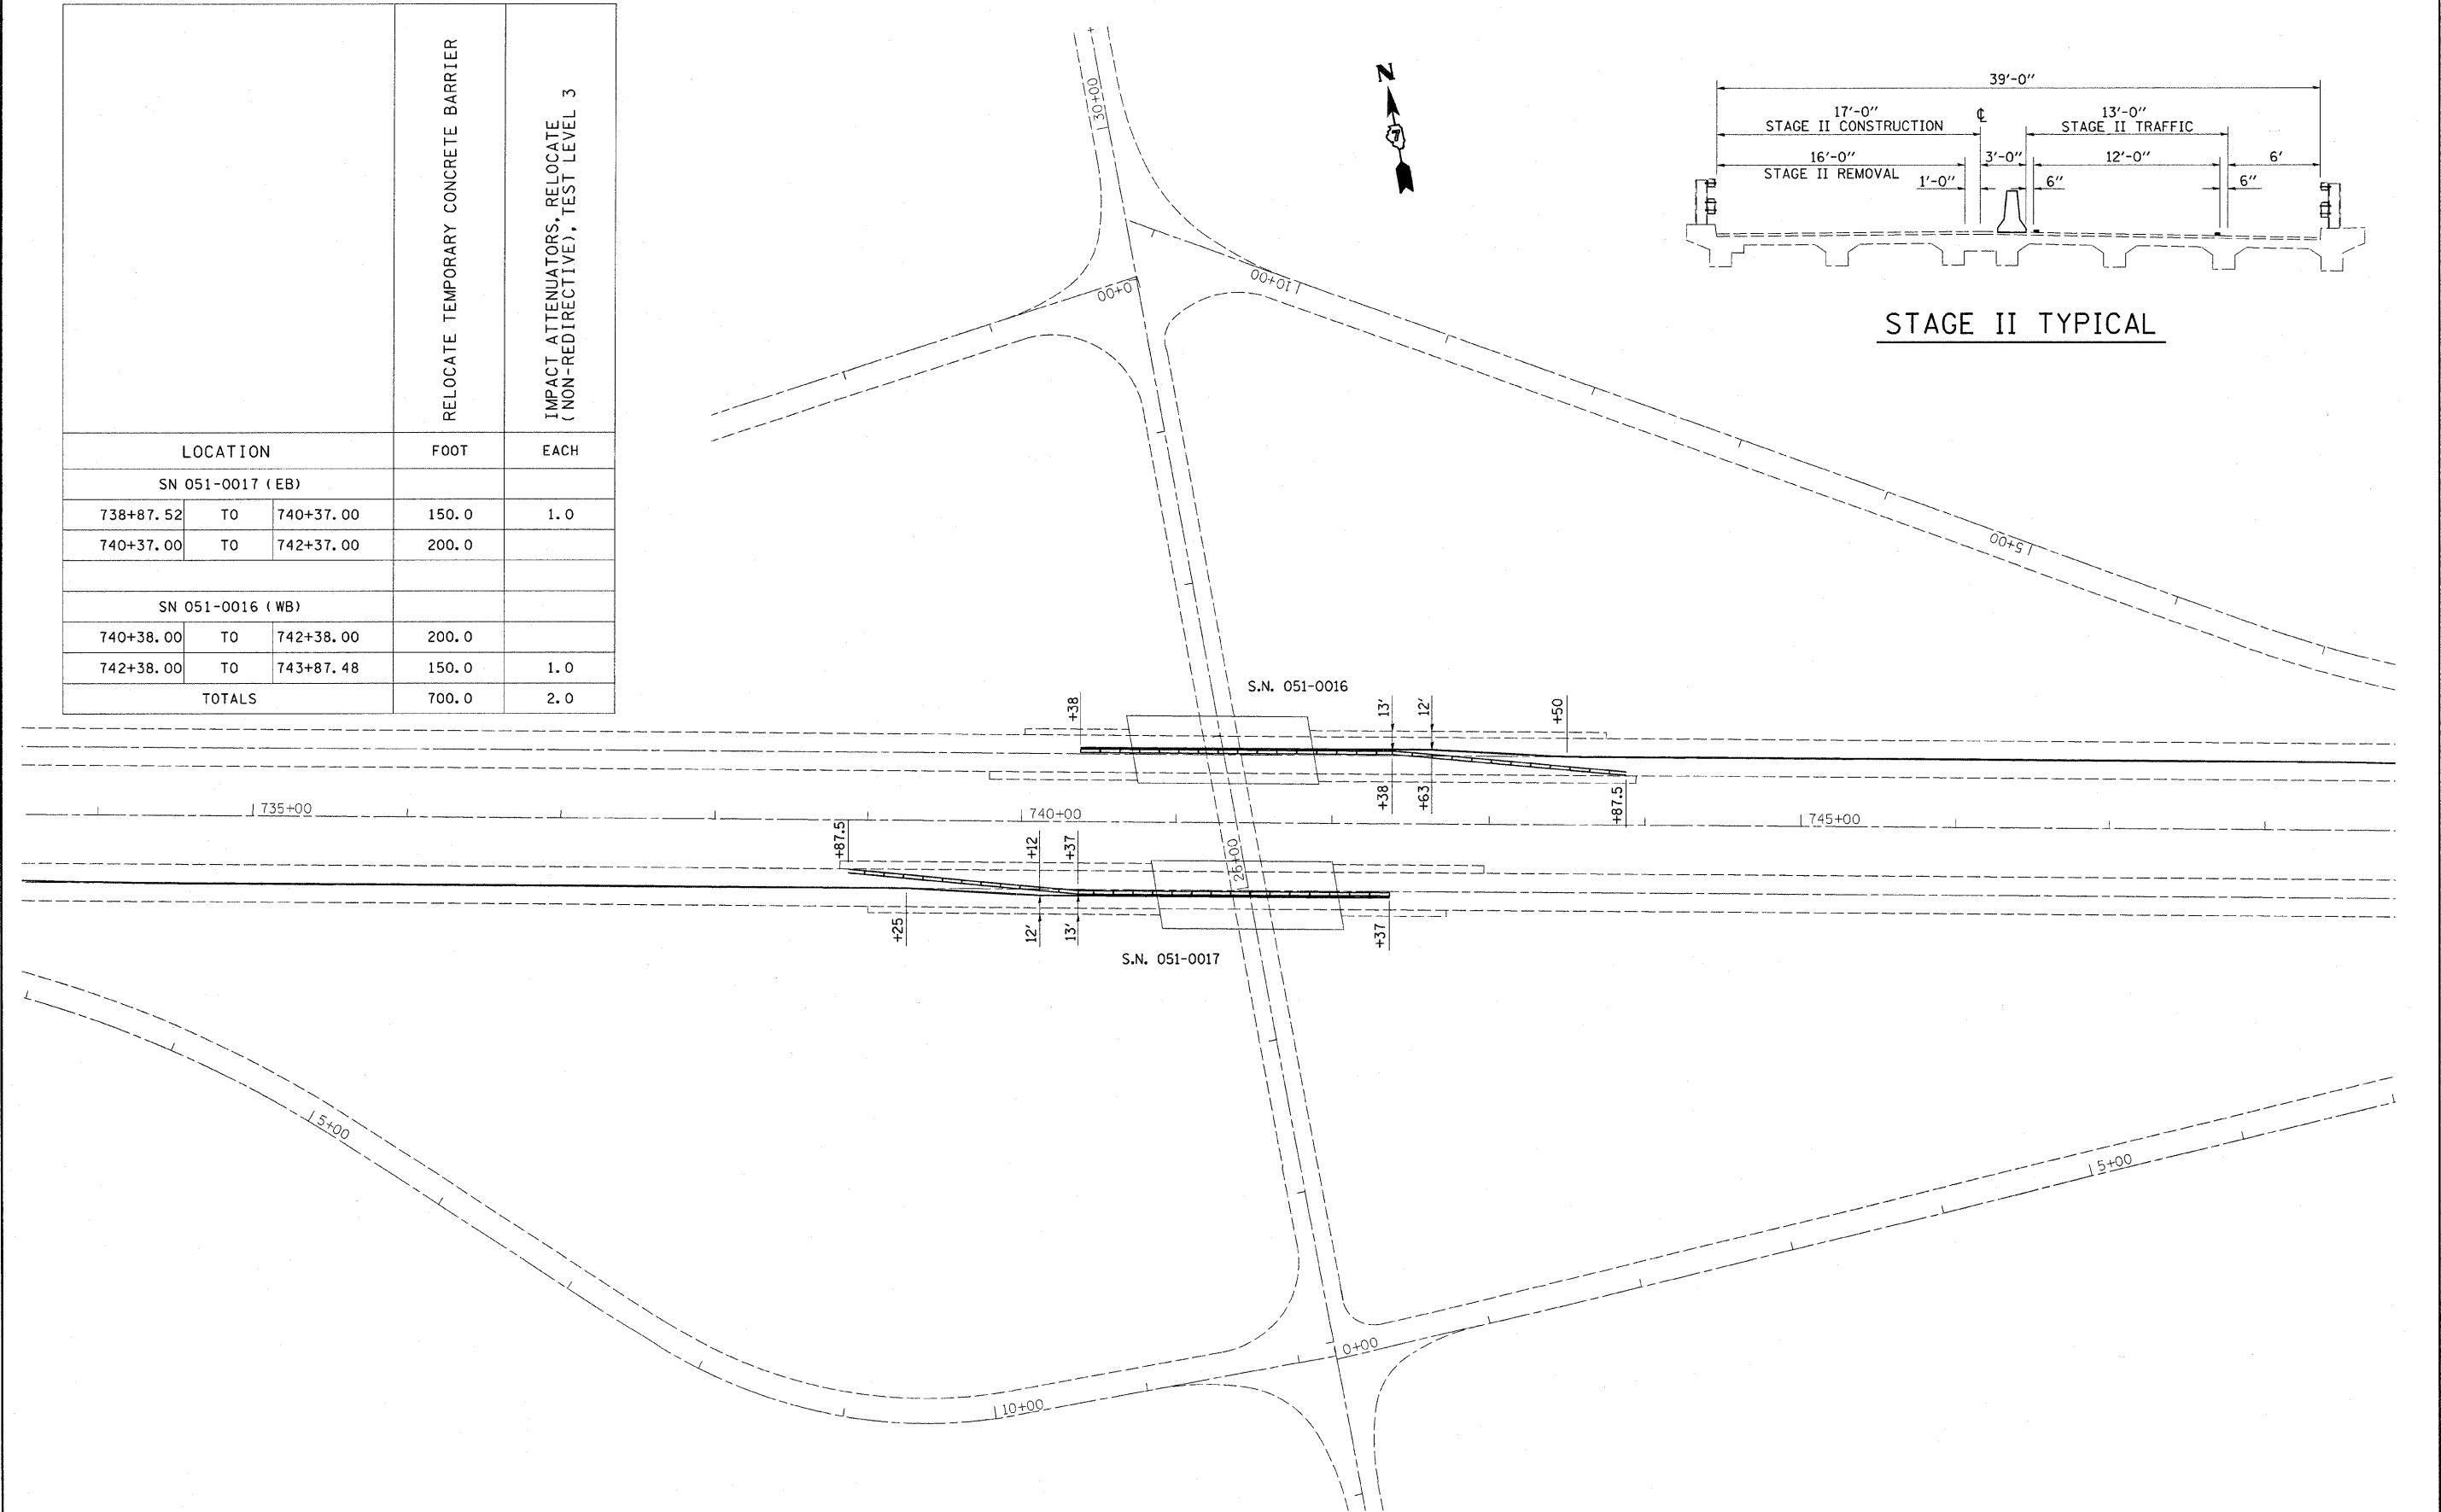 RELOCATE TEMPORARY CONCRETE BARRIER
IMPACT ATTENUATORS, RELOCATE
(NON-REDIRECTIVE), TEST LEVEL 3
LOCATION FOOT EACH
SN 051-0017 (EB)
738+87.52 TO 740+37.00 150.0 1.0
740+37.00 TO 742+37.00 200.0
SN 051-0016 (WB)
740+38.00 TO 742+38.00 200.0
742+38.00 TO 743+87.48 150.0 1.0
TOTALS 700.0 2.0
N
7
39'-0"
17'-0"
STAGE II CONSTRUCTION
℄
13'-0"
STAGE II TRAFFIC
16'-0"
STAGE II REMOVAL
3'-0"
12'-0"
6'
1'-0"
6"
6"
STAGE II TYPICAL
30+00
0+00
10+00
5+00
S.N. 051-0016
+38
13'
12'
+50
+38
+63
+87.5
735+00
740+00
745+00
+87.5
+12
+37
25+00
+25
12'
13'
+37
S.N. 051-0017
5+00
10+00
0+00
5+00